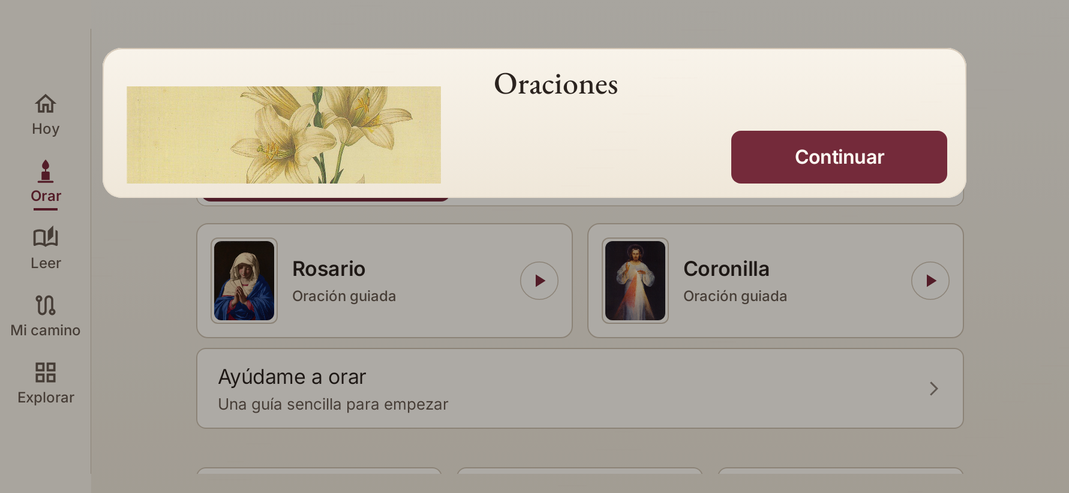 Oraciones
Continuar
Hoy
Orar
Leer
Mi camino
Explorar
Rosario
Oración guiada
Coronilla
Oración guiada
Ayúdame a orar
Una guía sencilla para empezar